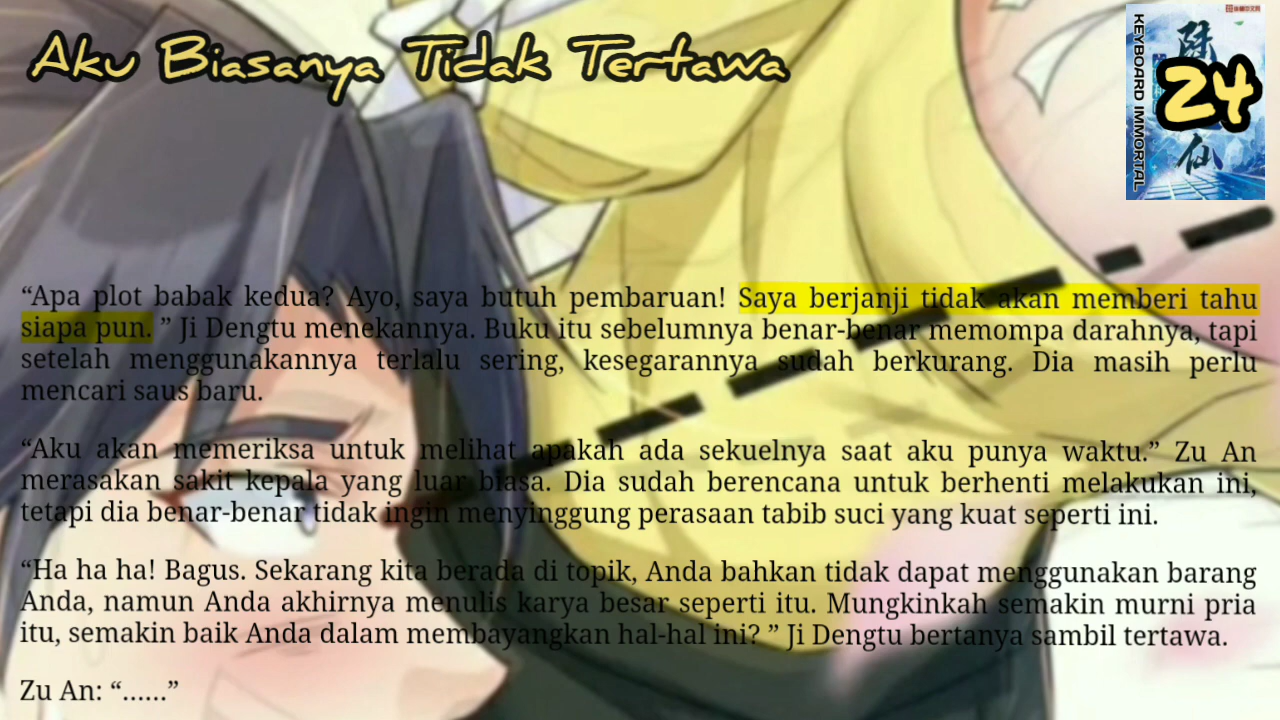 Aku Biasanya Tidak Tertawa
KEYBOARD IMMORTAL
24
仙
“Apa plot babak kedua? Ayo, saya butuh pembaruan! Saya berjanji tidak akan memberi tahu
siapa pun. ” Ji Dengtu menekannya. Buku itu sebelumnya benar-benar memompa darahnya, tapi
setelah menggunakannya terlalu sering, kesegarannya sudah berkurang. Dia masih perlu
mencari saus baru.
“Aku akan memeriksa untuk melihat apakah ada sekuelnya saat aku punya waktu.” Zu An
merasakan sakit kepala yang luar biasa. Dia sudah berencana untuk berhenti melakukan ini,
tetapi dia benar-benar tidak ingin menyinggung perasaan tabib suci yang kuat seperti ini.
“Ha ha ha! Bagus. Sekarang kita berada di topik, Anda bahkan tidak dapat menggunakan barang
Anda, namun Anda akhirnya menulis karya besar seperti itu. Mungkinkah semakin murni pria
itu, semakin baik Anda dalam membayangkan hal-hal ini? ” Ji Dengtu bertanya sambil tertawa.
Zu An: “......”